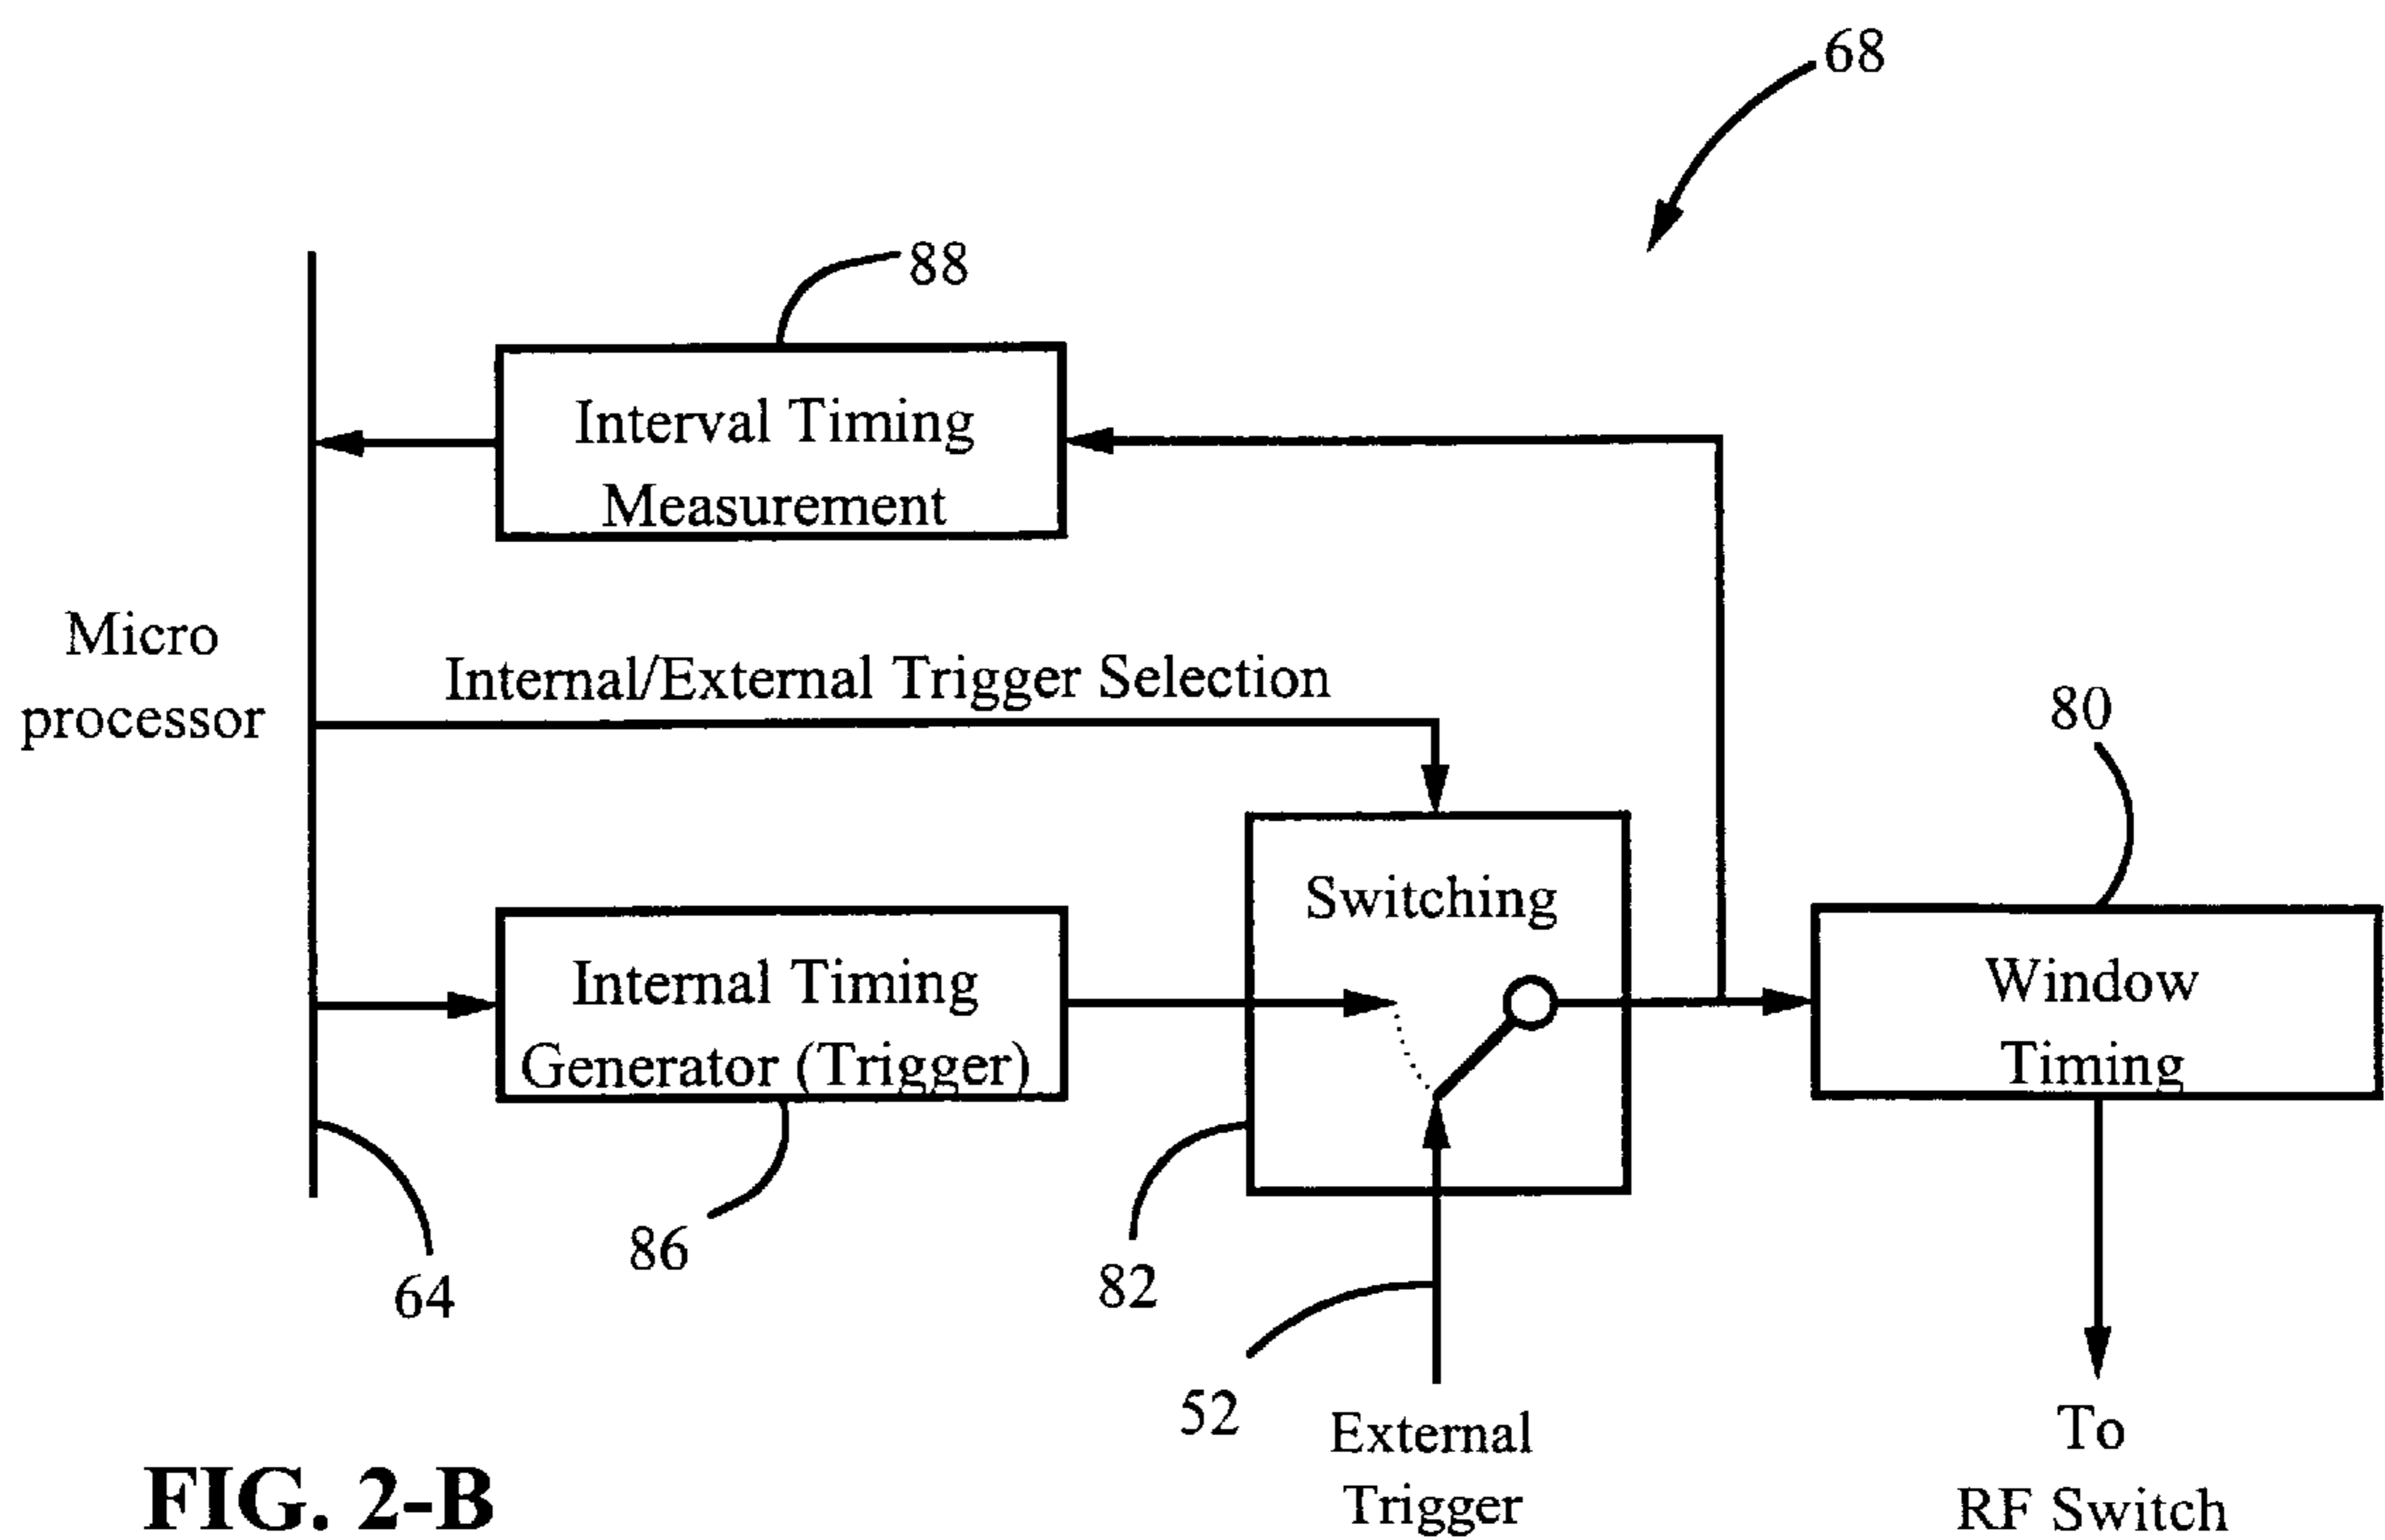 68
88
Interval Timing
Measurement
Micro
processor
Internal/External Trigger Selection
80
Switching
Internal Timing
Generator (Trigger)
Window
Timing
86
82
64
52
External
Trigger
To
RF Switch
FIG. 2-B